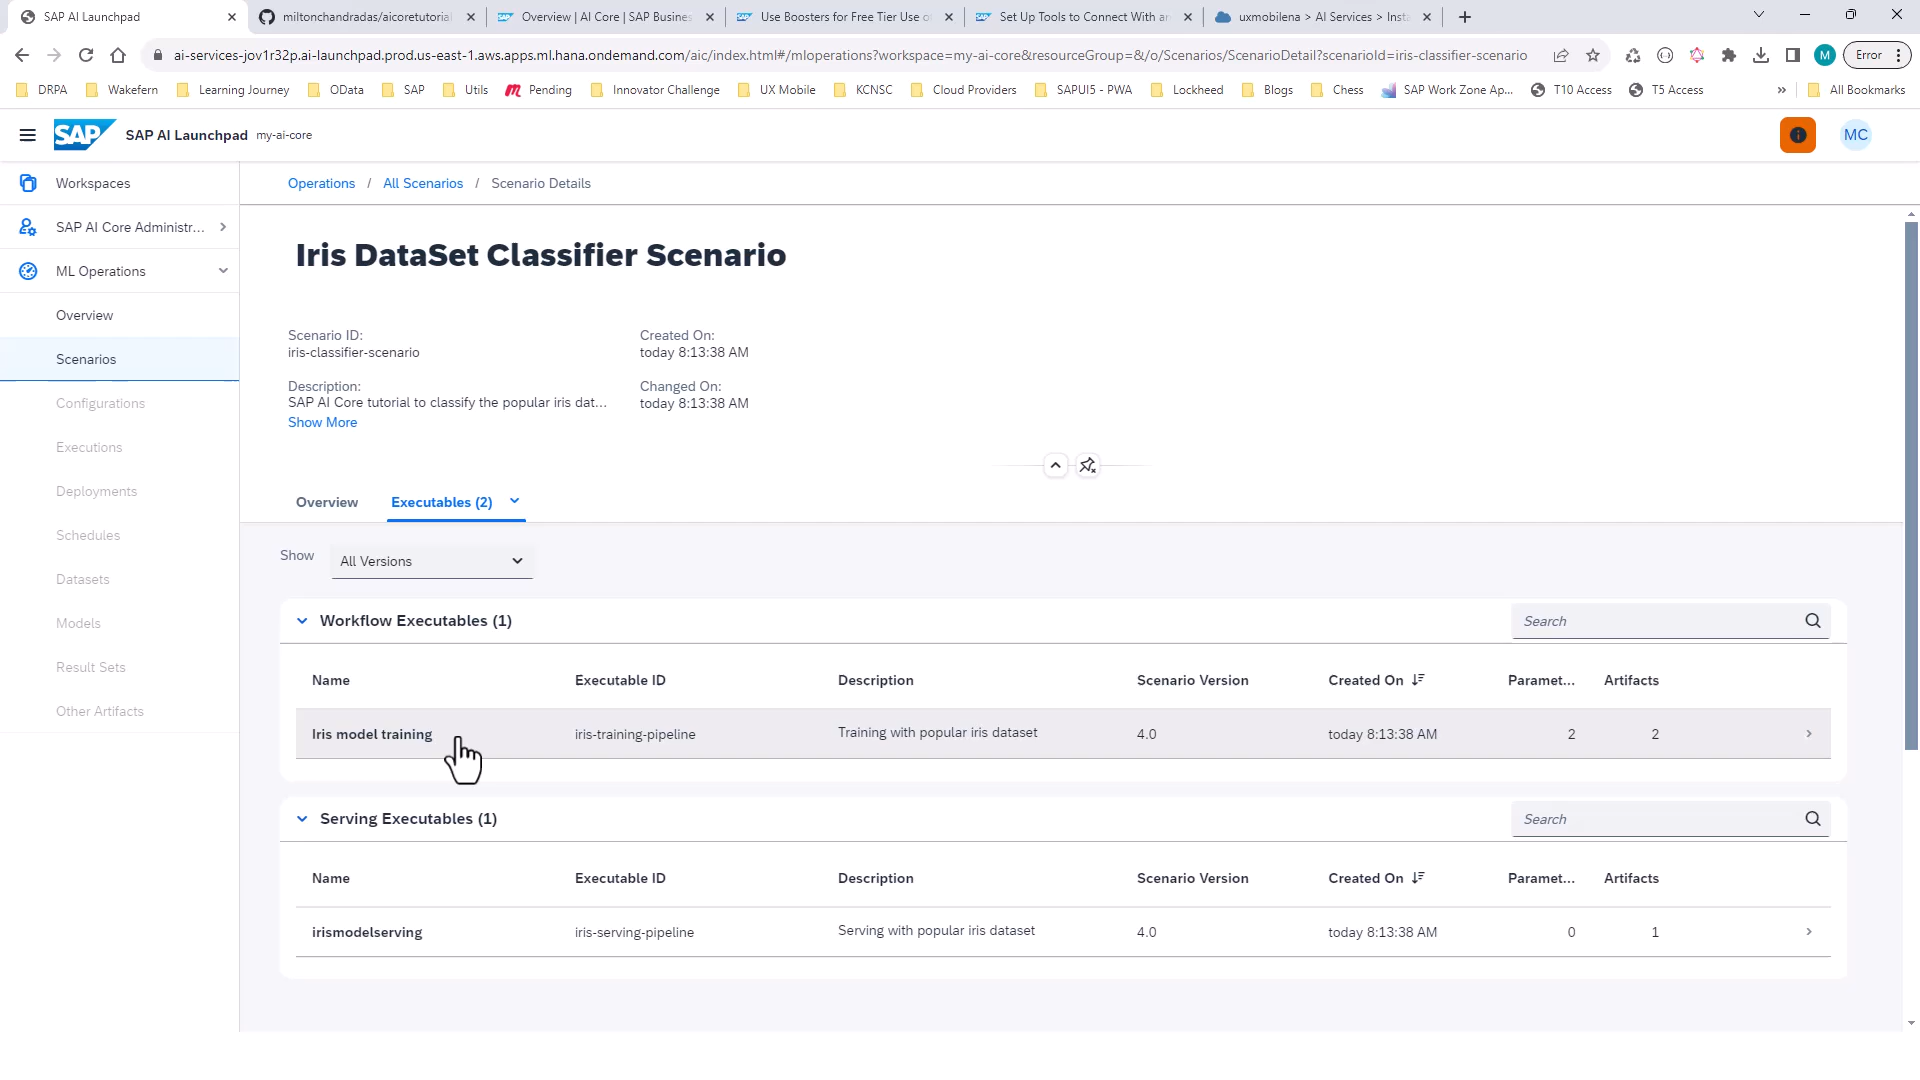 SAP AI Launchpad
miltonchandradas/aicoretutorial
Overview | AI Core | SAP Busines
Use Boosters for Free Tier Use o
Set Up Tools to Connect With an
uxmobilena > AI Services > Insta
ai-services-jov1r32p.ai-launchpad.prod.us-east-1.aws.apps.ml.hana.ondemand.com/aic/index.html#/mloperations?workspace=my-ai-core&resourceGroup=&/o/Scenarios/ScenarioDetail?scenarioId=iris-classifier-scenario
M
Error
DRPA
Wakefern
Learning Journey
OData
SAP
Utils
Pending
Innovator Challenge
UX Mobile
KCNSC
Cloud Providers
SAPUI5 - PWA
Lockheed
Blogs
Chess
SAP Work Zone Ap...
T10 Access
T5 Access
»
All Bookmarks
SAP
SAP AI Launchpad
my-ai-core
MC
Workspaces
SAP AI Core Administr...
ML Operations
Overview
Scenarios
Configurations
Executions
Deployments
Schedules
Datasets
Models
Result Sets
Other Artifacts
Operations / All Scenarios / Scenario Details
Iris DataSet Classifier Scenario
Scenario ID:
iris-classifier-scenario
Created On:
today 8:13:38 AM
Description:
SAP AI Core tutorial to classify the popular iris dat...
Show More
Changed On:
today 8:13:38 AM
Overview
Executables (2)
Show
All Versions
Workflow Executables (1)
Search
Name Executable ID Description Scenario Version Created On Paramet... Artifacts
Iris model training iris-training-pipeline Training with popular iris dataset 4.0 today 8:13:38 AM 2 2
Serving Executables (1)
Search
Name Executable ID Description Scenario Version Created On Paramet... Artifacts
irismodelserving iris-serving-pipeline Serving with popular iris dataset 4.0 today 8:13:38 AM 0 1